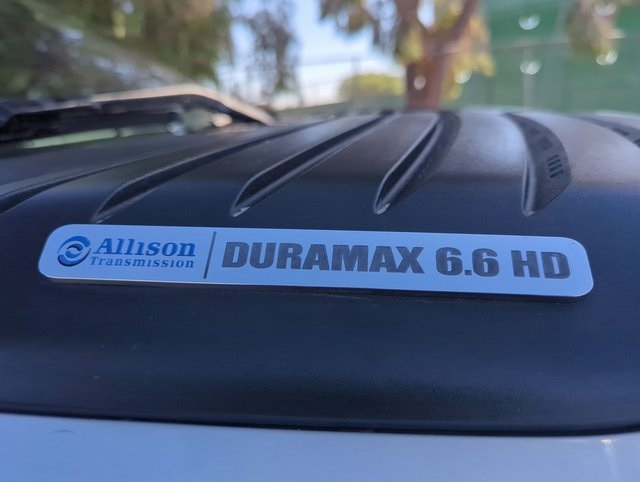 Allison
Transmission
DURAMAX 6.6 HD